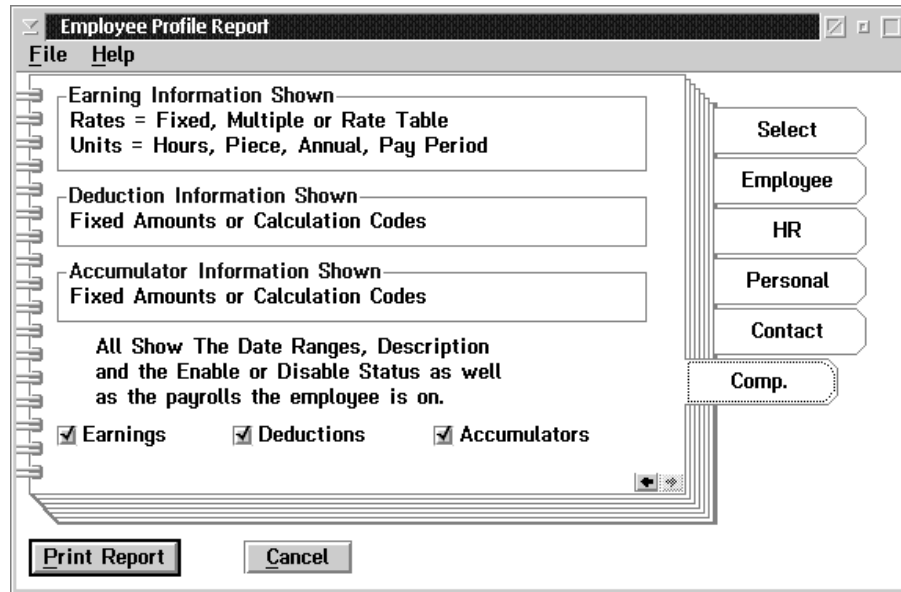 Employee Profile Report
File Help
Earning Information Shown
Rates = Fixed, Multiple or Rate Table
Units = Hours, Piece, Annual, Pay Period
Deduction Information Shown
Fixed Amounts or Calculation Codes
Accumulator Information Shown
Fixed Amounts or Calculation Codes
All Show The Date Ranges, Description
and the Enable or Disable Status as well
as the payrolls the employee is on.
Earnings Deductions Accumulators
Select
Employee
HR
Personal
Contact
Comp.
Print Report Cancel